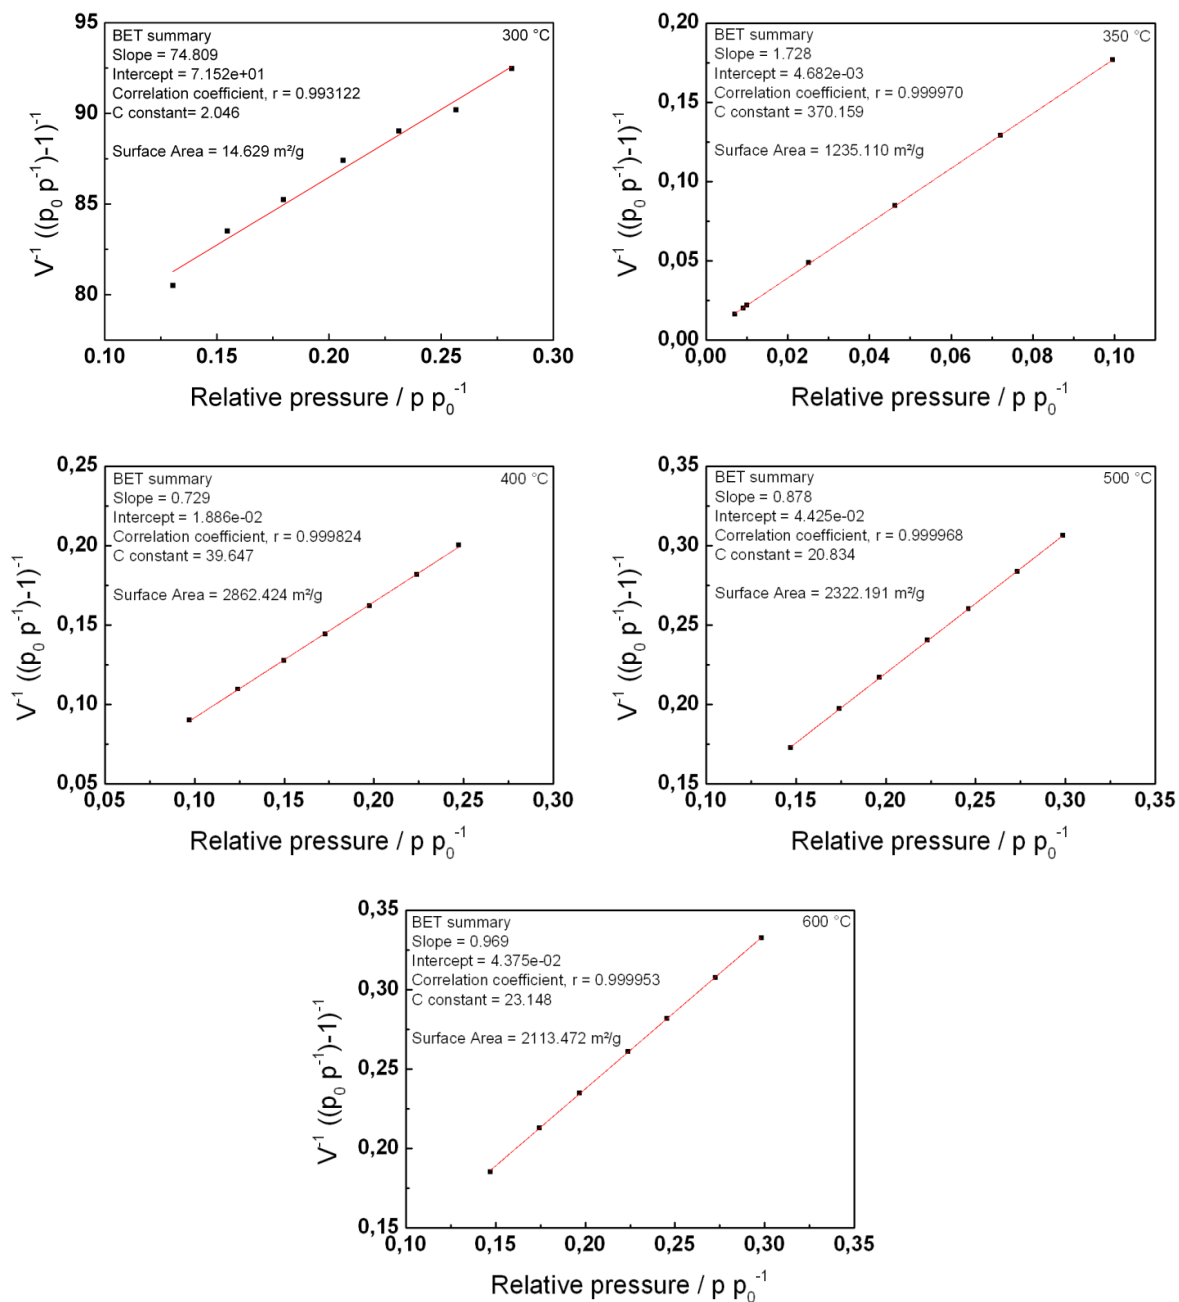 BET summary
300 °C
Slope = 74.809
Intercept = 7.152e+01
Correlation coefficient, r = 0.993122
C constant= 2.046
Surface Area = 14.629 m²/g
95
90
85
80
V⁻¹ ((p₀ p⁻¹)-1)⁻¹
0.10 0.15 0.20 0.25 0.30
Relative pressure / p p₀⁻¹
BET summary
350 °C
Slope = 1.728
Intercept = 4.682e-03
Correlation coefficient, r = 0.999970
C constant = 370.159
Surface Area = 1235.110 m²/g
0,20
0,15
0,10
0,05
0,00
V⁻¹ ((p₀ p⁻¹)-1)⁻¹
0,00 0,02 0,04 0,06 0,08 0,10
Relative pressure / p p₀⁻¹
BET summary
400 °C
Slope = 0.729
Intercept = 1.886e-02
Correlation coefficient, r = 0.999824
C constant = 39.647
Surface Area = 2862.424 m²/g
0,25
0,20
0,15
0,10
0,05
V⁻¹ ((p₀ p⁻¹)-1)⁻¹
0,05 0,10 0,15 0,20 0,25 0,30
Relative pressure / p p₀⁻¹
BET summary
500 °C
Slope = 0.878
Intercept = 4.425e-02
Correlation coefficient, r = 0.999968
C constant = 20.834
Surface Area = 2322.191 m²/g
0,35
0,30
0,25
0,20
0,15
V⁻¹ ((p₀ p⁻¹)-1)⁻¹
0,10 0,15 0,20 0,25 0,30 0,35
Relative pressure / p p₀⁻¹
BET summary
600 °C
Slope = 0.969
Intercept = 4.375e-02
Correlation coefficient, r = 0.999953
C constant = 23.148
Surface Area = 2113.472 m²/g
0,35
0,30
0,25
0,20
0,15
V⁻¹ ((p₀ p⁻¹)-1)⁻¹
0,10 0,15 0,20 0,25 0,30 0,35
Relative pressure / p p₀⁻¹